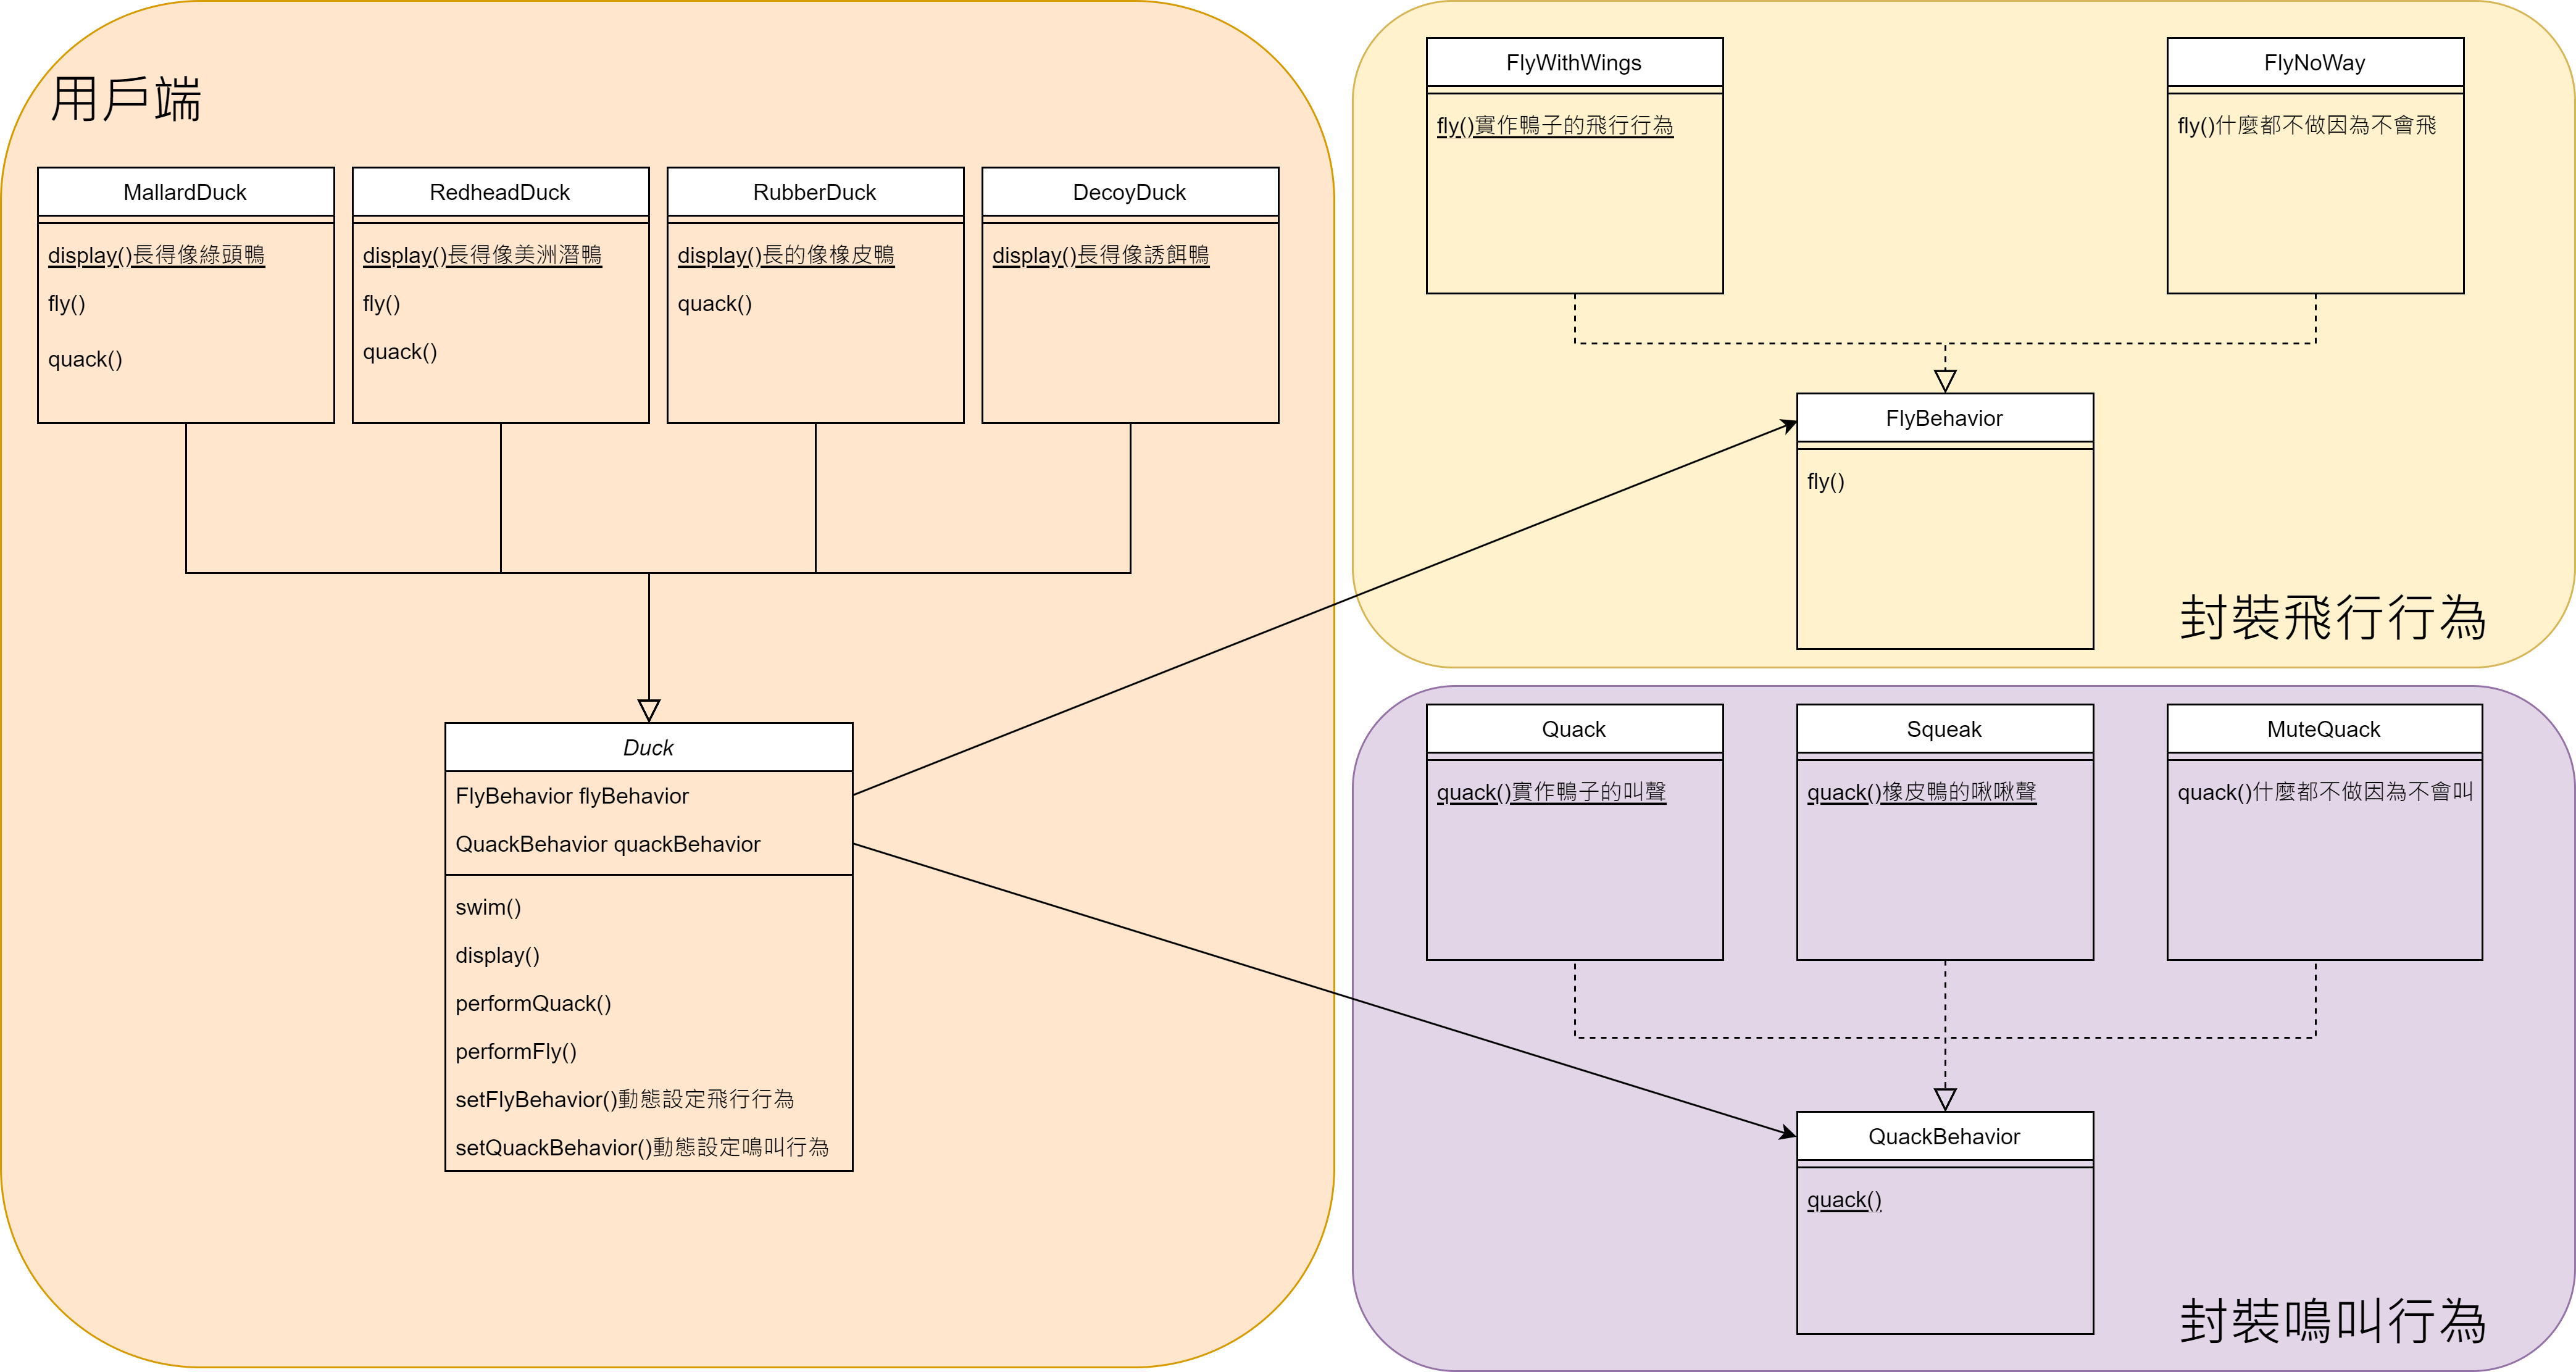 用戶端
MallardDuck
display()長得像綠頭鴨
fly()
quack()
RedheadDuck
display()長得像美洲潛鴨
fly()
quack()
RubberDuck
display()長的像橡皮鴨
quack()
DecoyDuck
display()長得像誘餌鴨
Duck
FlyBehavior flyBehavior
QuackBehavior quackBehavior
swim()
display()
performQuack()
performFly()
setFlyBehavior()動態設定飛行行為
setQuackBehavior()動態設定鳴叫行為
FlyWithWings
fly()實作鴨子的飛行行為
FlyNoWay
fly()什麼都不做因為不會飛
FlyBehavior
fly()
封裝飛行行為
Quack
quack()實作鴨子的叫聲
Squeak
quack()橡皮鴨的啾啾聲
MuteQuack
quack()什麼都不做因為不會叫
QuackBehavior
quack()
封裝鳴叫行為